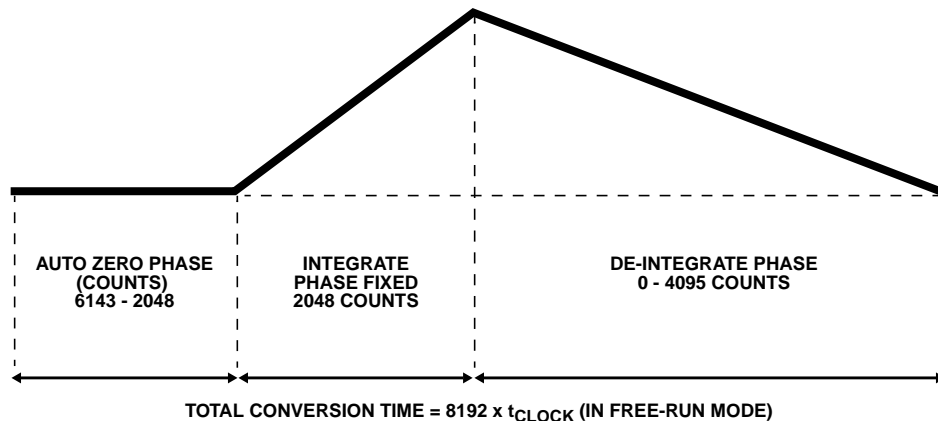 AUTO ZERO PHASE
(COUNTS)
6143 - 2048
INTEGRATE
PHASE FIXED
2048 COUNTS
DE-INTEGRATE PHASE
0 - 4095 COUNTS
TOTAL CONVERSION TIME = 8192 x tCLOCK (IN FREE-RUN MODE)